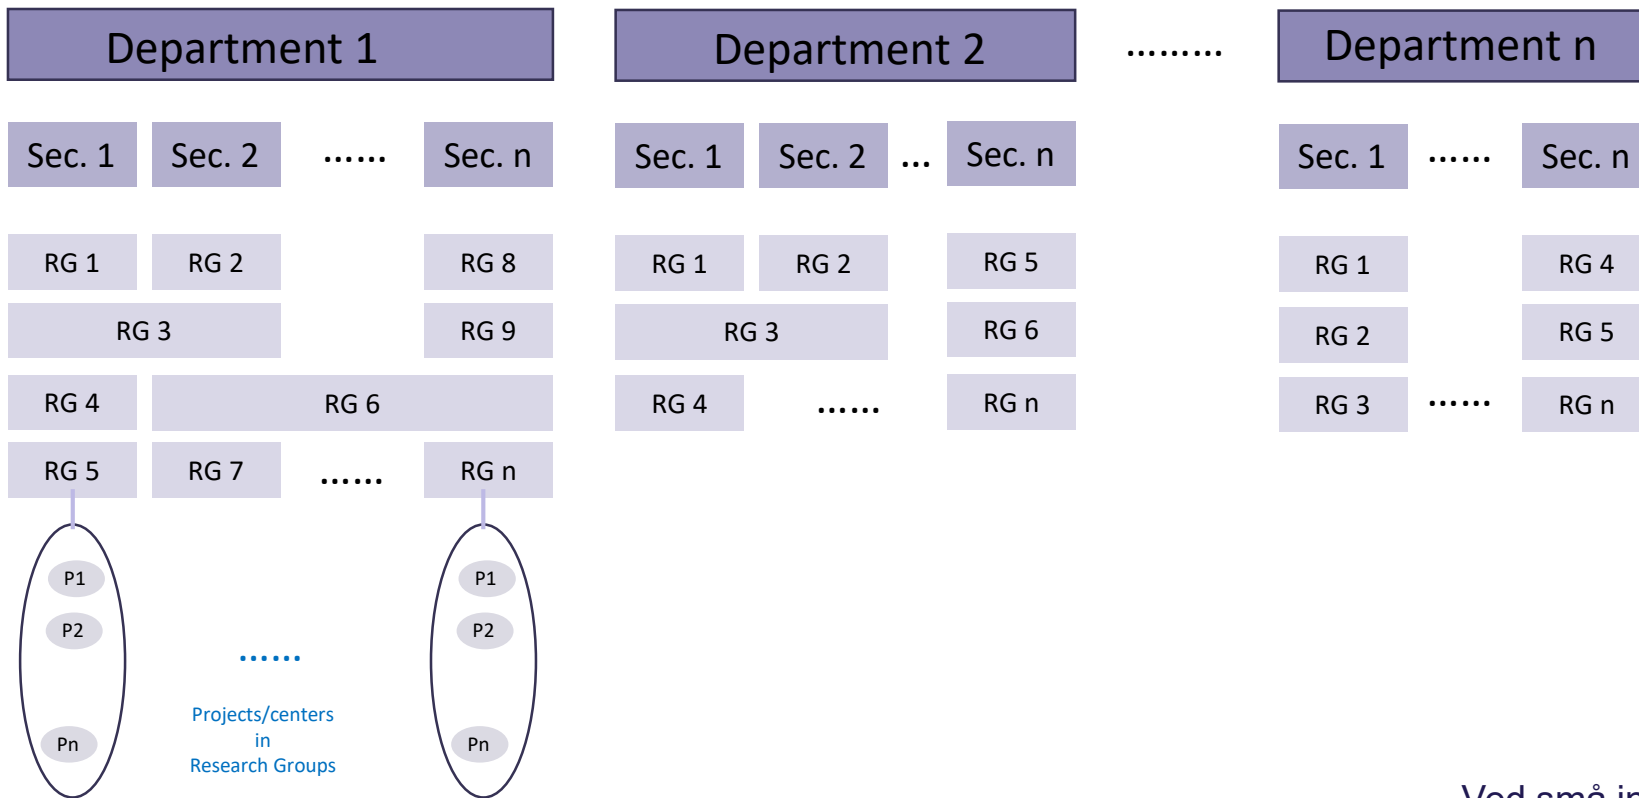 Department 1
Department 2
.........
Department n
Sec. 1 Sec. 2 ...... Sec. n
Sec. 1 Sec. 2 ... Sec. n
Sec. 1 ...... Sec. n
RG 1 RG 2 RG 8
RG 1 RG 2 RG 5
RG 1 RG 4
RG 3 RG 9
RG 3 RG 6
RG 2 RG 5
RG 4 RG 6
RG 4 ...... RG n
RG 3 ...... RG n
RG 5 RG 7 ...... RG n
P1 P1
P2 P2
......
Projects/centers
in
Research Groups
Pn Pn
Ved små